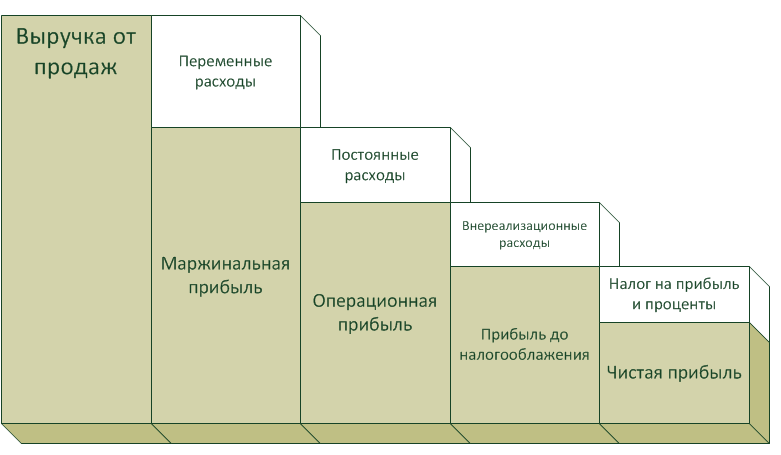 Выручка от
продаж
Переменные
расходы
Маржинальная
прибыль
Постоянные
расходы
Операционная
прибыль
Внереализационные
расходы
Прибыль до
налогооблажения
Налог на прибыль
и проценты
Чистая прибыль